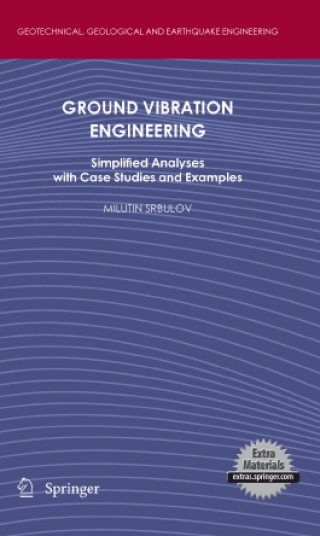 GEOTECHNICAL, GEOLOGICAL AND EARTHQUAKE ENGINEERING
GROUND VIBRATION
ENGINEERING
Simplified Analyses
with Case Studies and Examples
MILUTIN SRBULOV
Extra
Materials
extras.springer.com
Springer